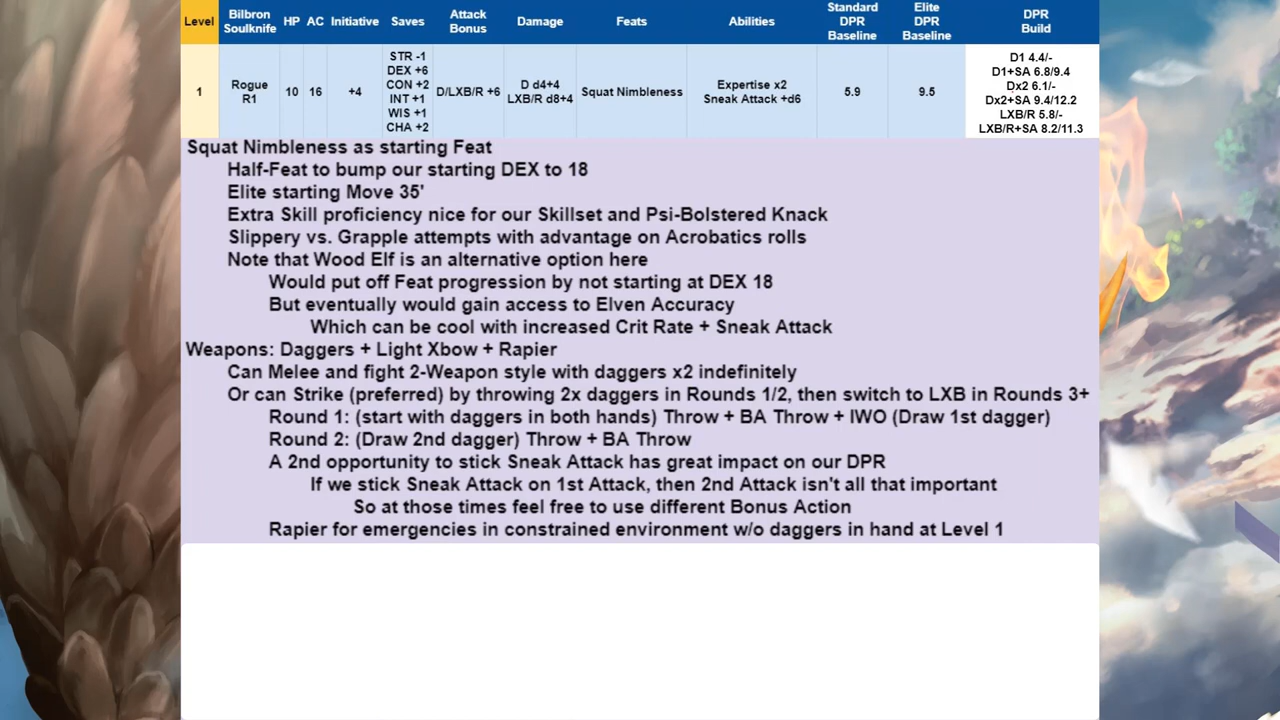 Level Bilbron Soulknife HP AC Initiative Saves Attack Bonus Damage Feats Abilities Standard DPR Baseline Elite DPR Baseline DPR Build
1 Rogue R1 10 16 +4 STR -1 DEX +6 CON +2 INT +1 WIS +1 CHA +2 D/LXB/R +6 D d4+4 LXB/R d8+4 Squat Nimbleness Expertise x2 Sneak Attack +d6 5.9 9.5 D1 4.4/- D1+SA 6.8/9.4 Dx2 6.1/- Dx2+SA 9.4/12.2 LXB/R 5.8/- LXB/R+SA 8.2/11.3
Squat Nimbleness as starting Feat
Half-Feat to bump our starting DEX to 18
Elite starting Move 35'
Extra Skill proficiency nice for our Skillset and Psi-Bolstered Knack
Slippery vs. Grapple attempts with advantage on Acrobatics rolls
Note that Wood Elf is an alternative option here
Would put off Feat progression by not starting at DEX 18
But eventually would gain access to Elven Accuracy
Which can be cool with increased Crit Rate + Sneak Attack
Weapons: Daggers + Light Xbow + Rapier
Can Melee and fight 2-Weapon style with daggers x2 indefinitely
Or can Strike (preferred) by throwing 2x daggers in Rounds 1/2, then switch to LXB in Rounds 3+
Round 1: (start with daggers in both hands) Throw + BA Throw + IWO (Draw 1st dagger)
Round 2: (Draw 2nd dagger) Throw + BA Throw
A 2nd opportunity to stick Sneak Attack has great impact on our DPR
If we stick Sneak Attack on 1st Attack, then 2nd Attack isn't all that important
So at those times feel free to use different Bonus Action
Rapier for emergencies in constrained environment w/o daggers in hand at Level 1